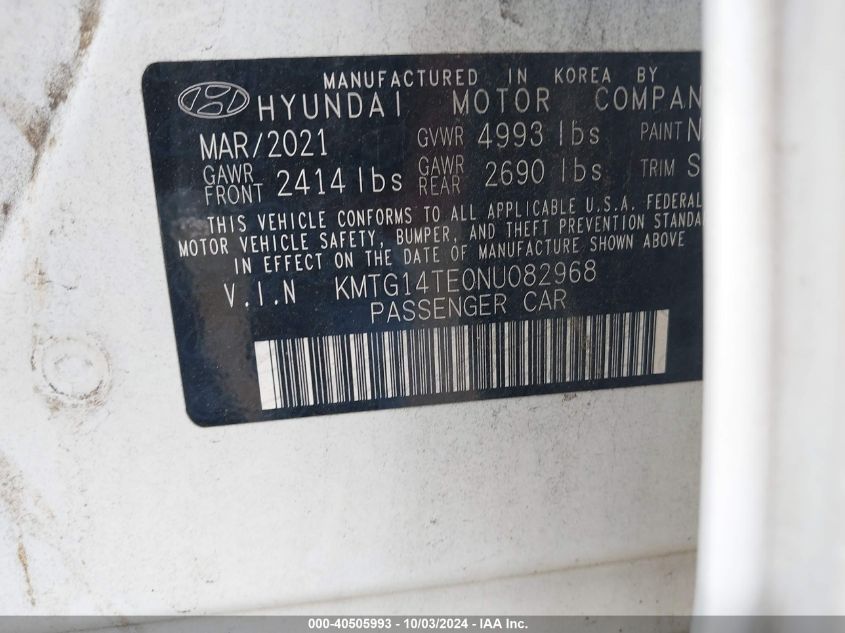 MANUFACTURED IN KOREA BY
HYUNDAI MOTOR COMPAN
MAR/2021 GVWR 4993 lbs PAINT N
GAWR FRONT 2414 lbs GAWR REAR 2690 lbs TRIM S
THIS VEHICLE CONFORMS TO ALL APPLICABLE U.S.A. FEDERAL
MOTOR VEHICLE SAFETY, BUMPER, AND THEFT PREVENTION STANDA
IN EFFECT ON THE DATE OF MANUFACTURE SHOWN ABOVE
V.I.N KMTG14TE0NU082968
PASSENGER CAR
000-40505993 - 10/03/2024 - IAA Inc.